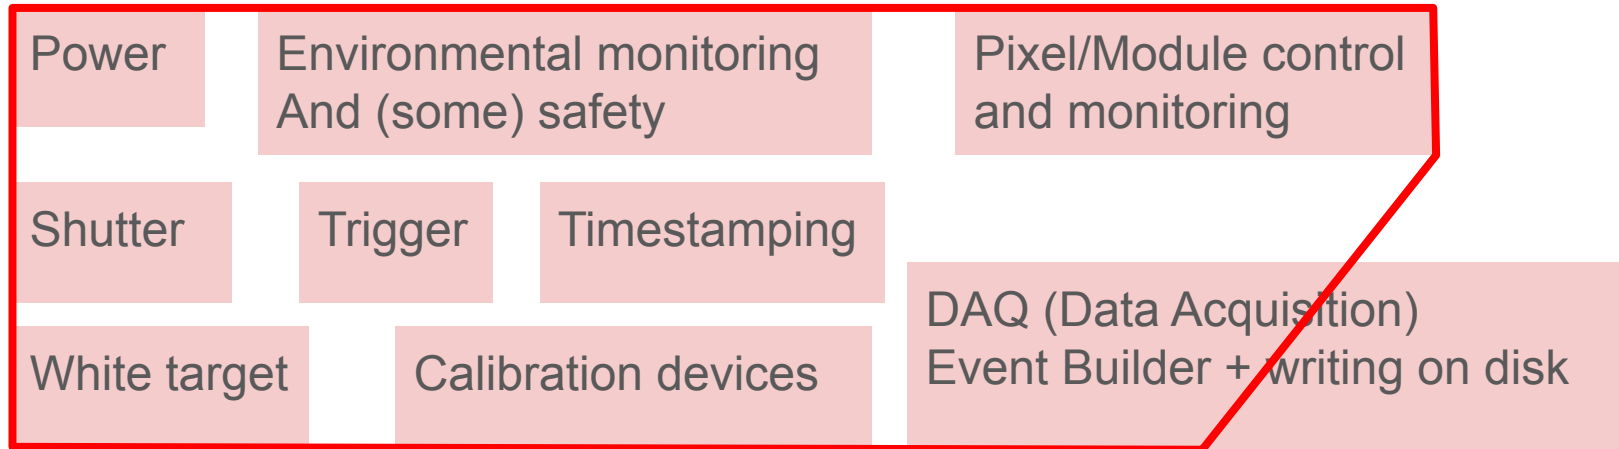 Power
Environmental monitoring
And (some) safety
Pixel/Module control
and monitoring
Shutter
Trigger
Timestamping
DAQ (Data Acquisition)
Event Builder + writing on disk
White target
Calibration devices